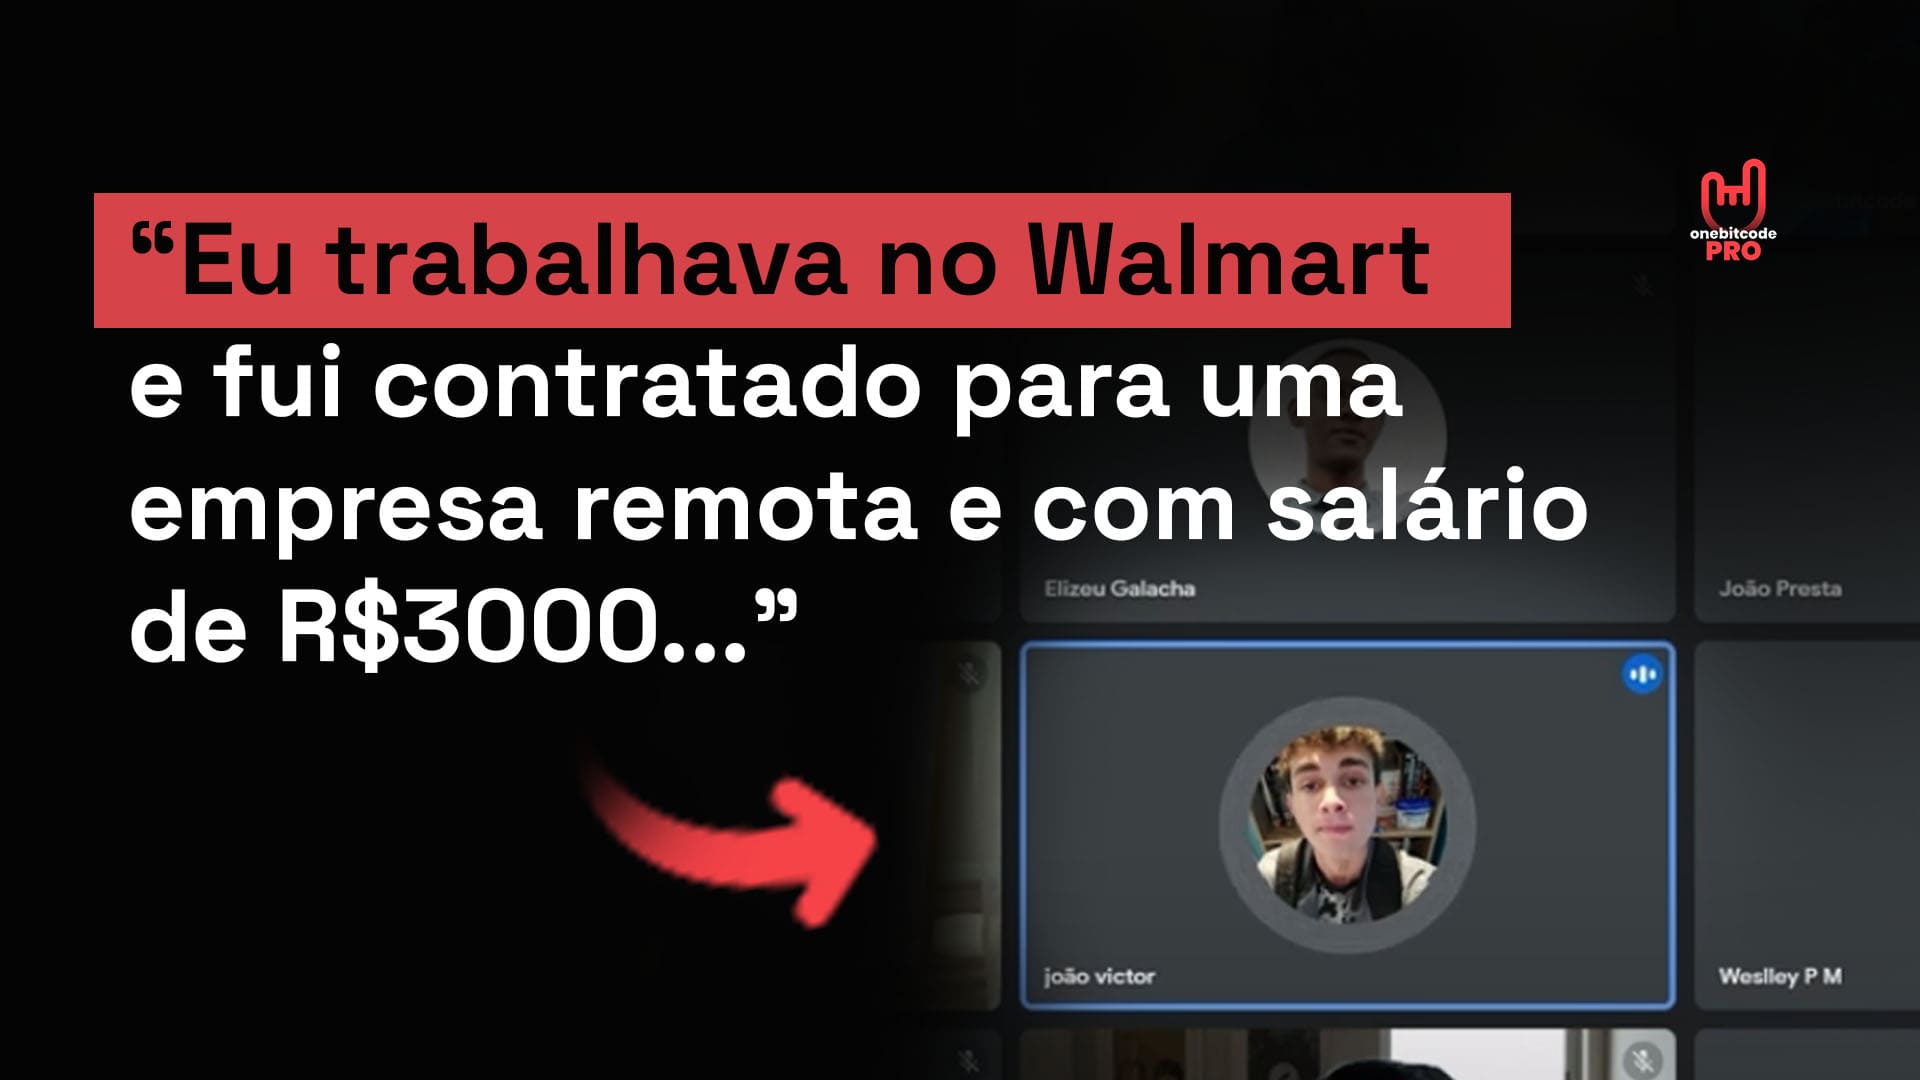 “Eu trabalhava no Walmart
e fui contratado para uma
empresa remota e com salário
de R$3000...”
onebitcode
PRO
Elizeu Galacha
João Presta
joão victor
Weslley P M